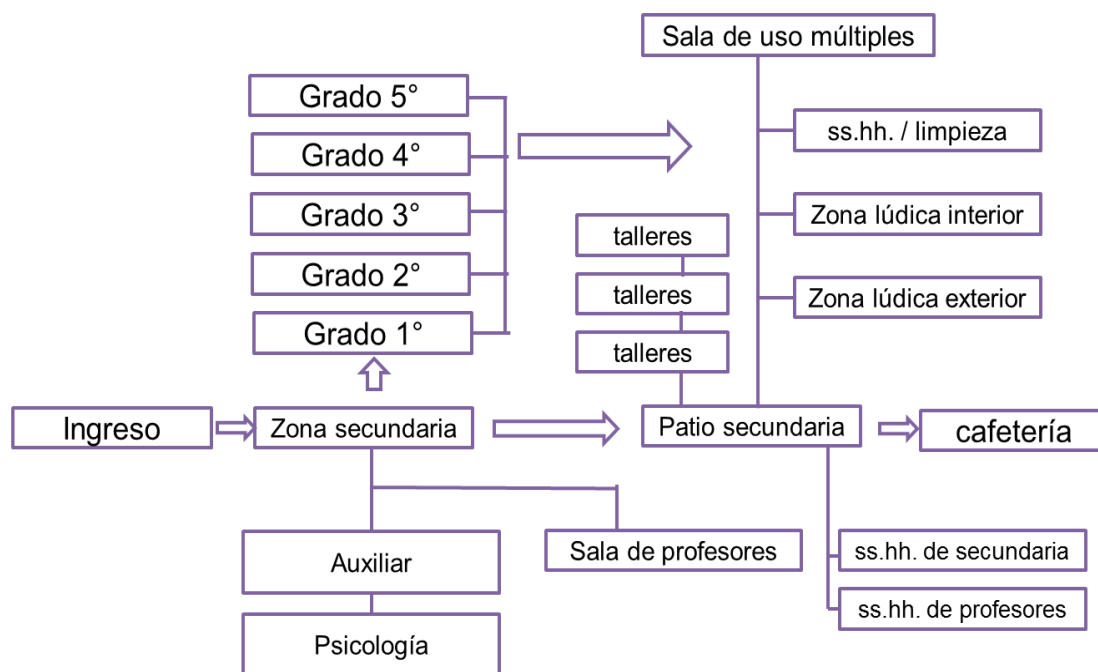 Sala de uso múltiples
Grado 5°
ss.hh. / limpieza
Grado 4°
Grado 3°
Zona lúdica interior
talleres
Grado 2°
talleres
Zona lúdica exterior
Grado 1°
talleres
Ingreso
Zona secundaria
Patio secundaria
cafetería
Auxiliar
Sala de profesores
ss.hh. de secundaria
ss.hh. de profesores
Psicología